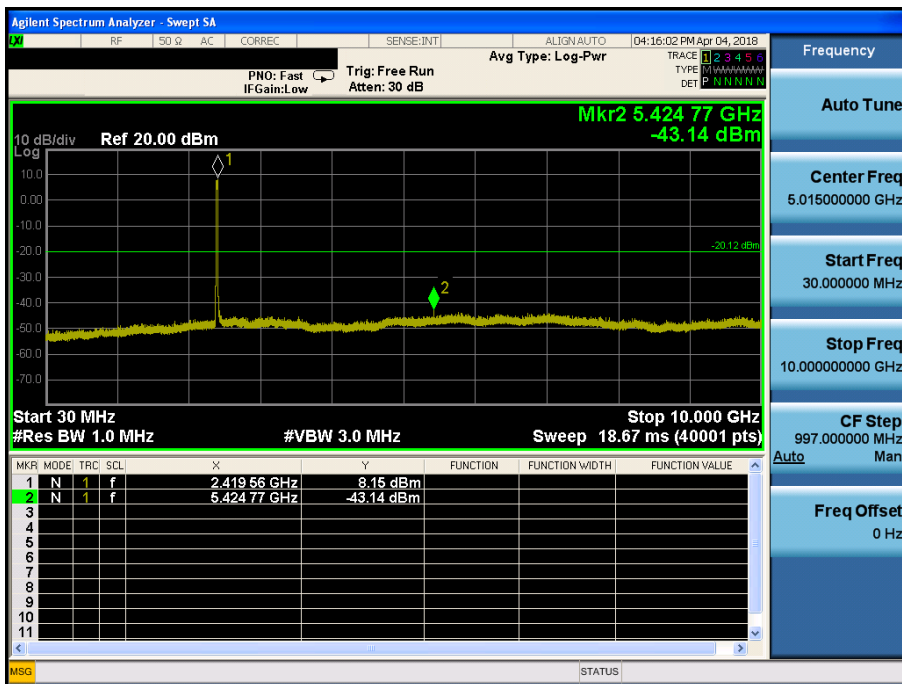 Agilent Spectrum Analyzer - Swept SA
LXI RF 50 Ω AC CORREC SENSE:INT ALIGN AUTO 04:16:02 PM Apr 04, 2018
Frequency
PNO: Fast Trig: Free Run Avg Type: Log-Pwr TRACE 1 2 3 4 5 6
IFGain:Low Atten: 30 dB TYPE M
DET P N N N N N
Auto Tune
Mkr2 5.424 77 GHz
-43.14 dBm
10 dB/div Ref 20.00 dBm
Log
1
10.0
0.00
-10.0
-20.0
-20.12 dBm
-30.0
2
-40.0
-50.0
-60.0
-70.0
Center Freq
5.015000000 GHz
Start Freq
30.000000 MHz
Stop Freq
10.000000000 GHz
Start 30 MHz Stop 10.000 GHz
#Res BW 1.0 MHz #VBW 3.0 MHz Sweep 18.67 ms (40001 pts)
CF Step
997.000000 MHz
Auto Man
MKR MODE TRC SCL X Y FUNCTION FUNCTION WIDTH FUNCTION VALUE
1 N 1 f 2.419 56 GHz 8.15 dBm
2 N 1 f 5.424 77 GHz -43.14 dBm
3
4
5
6
7
8
9
10
11
Freq Offset
0 Hz
MSG STATUS